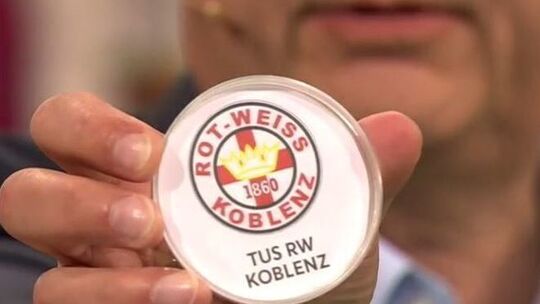 ROT-WEISS
1860
KOBLENZ
TUS RW
KOBLENZ